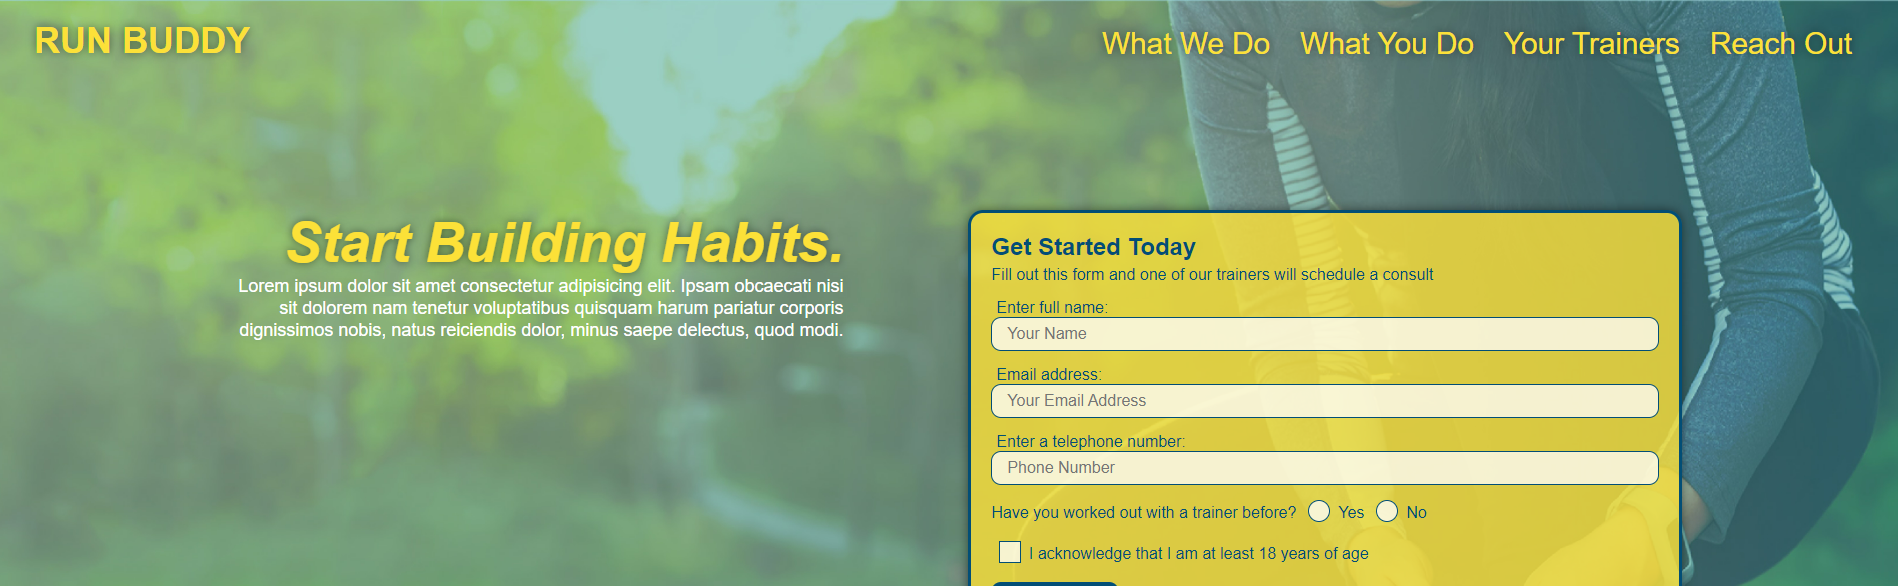 RUN BUDDY
What We Do What You Do Your Trainers Reach Out
Start Building Habits.
Lorem ipsum dolor sit amet consectetur adipisicing elit. Ipsam obcaecati nisi
sit dolorem nam tenetur voluptatibus quisquam harum pariatur corporis
dignissimos nobis, natus reiciendis dolor, minus saepe delectus, quod modi.
Get Started Today
Fill out this form and one of our trainers will schedule a consult
Enter full name:
Your Name
Email address:
Your Email Address
Enter a telephone number:
Phone Number
Have you worked out with a trainer before? Yes No
I acknowledge that I am at least 18 years of age